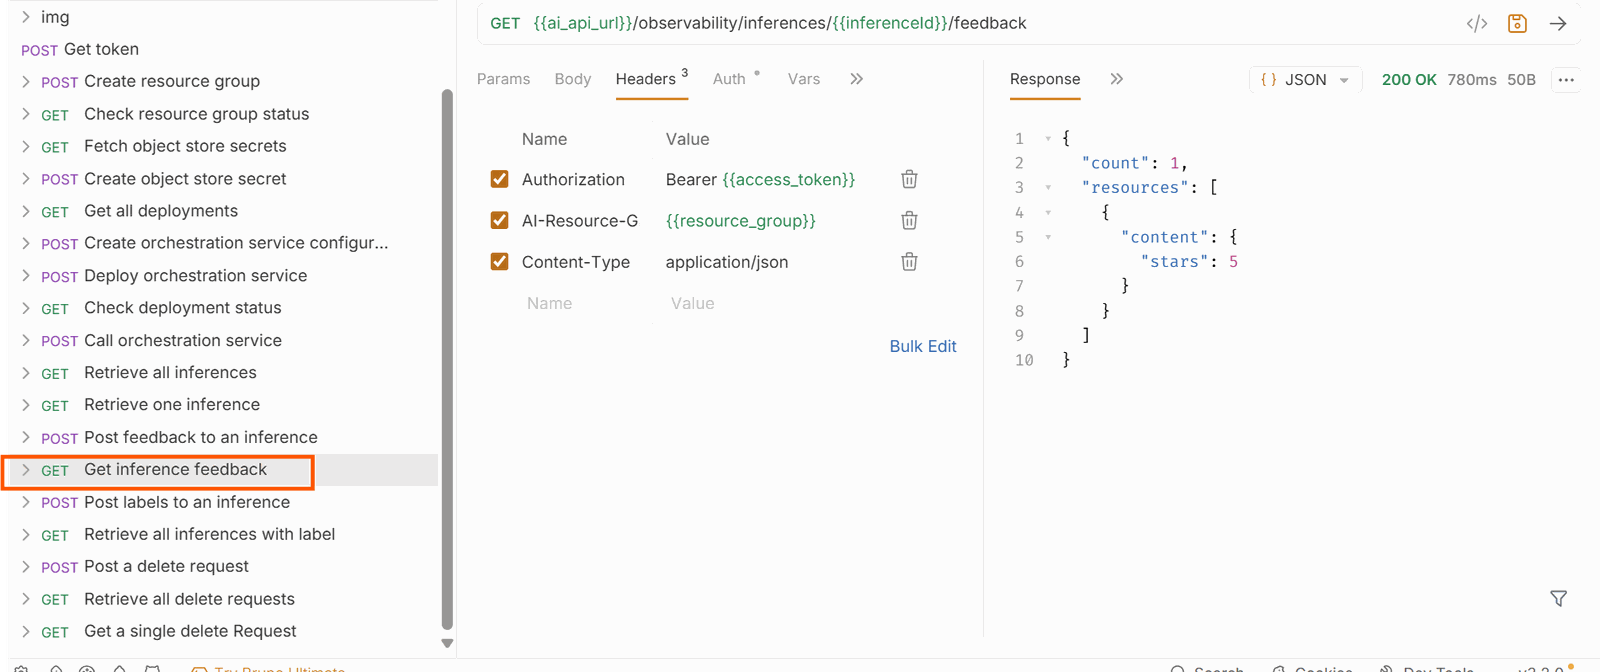 img
POST Get token
POST Create resource group
GET Check resource group status
GET Fetch object store secrets
POST Create object store secret
GET Get all deployments
POST Create orchestration service configur...
POST Deploy orchestration service
GET Check deployment status
POST Call orchestration service
GET Retrieve all inferences
GET Retrieve one inference
POST Post feedback to an inference
GET Get inference feedback
POST Post labels to an inference
GET Retrieve all inferences with label
POST Post a delete request
GET Retrieve all delete requests
GET Get a single delete Request
GET {{ai_api_url}}/observability/inferences/{{inferenceId}}/feedback
Params Body Headers 3 Auth Vars
Name Value
Authorization Bearer {{access_token}}
AI-Resource-G {{resource_group}}
Content-Type application/json
Name Value
Bulk Edit
Response { } JSON 200 OK 780ms 50B
1 {
2 "count": 1,
3 "resources": [
4 {
5 "content": {
6 "stars": 5
7 }
8 }
9 ]
10 }
Try Bruno Ultimate
Search Cookies Dev Tools